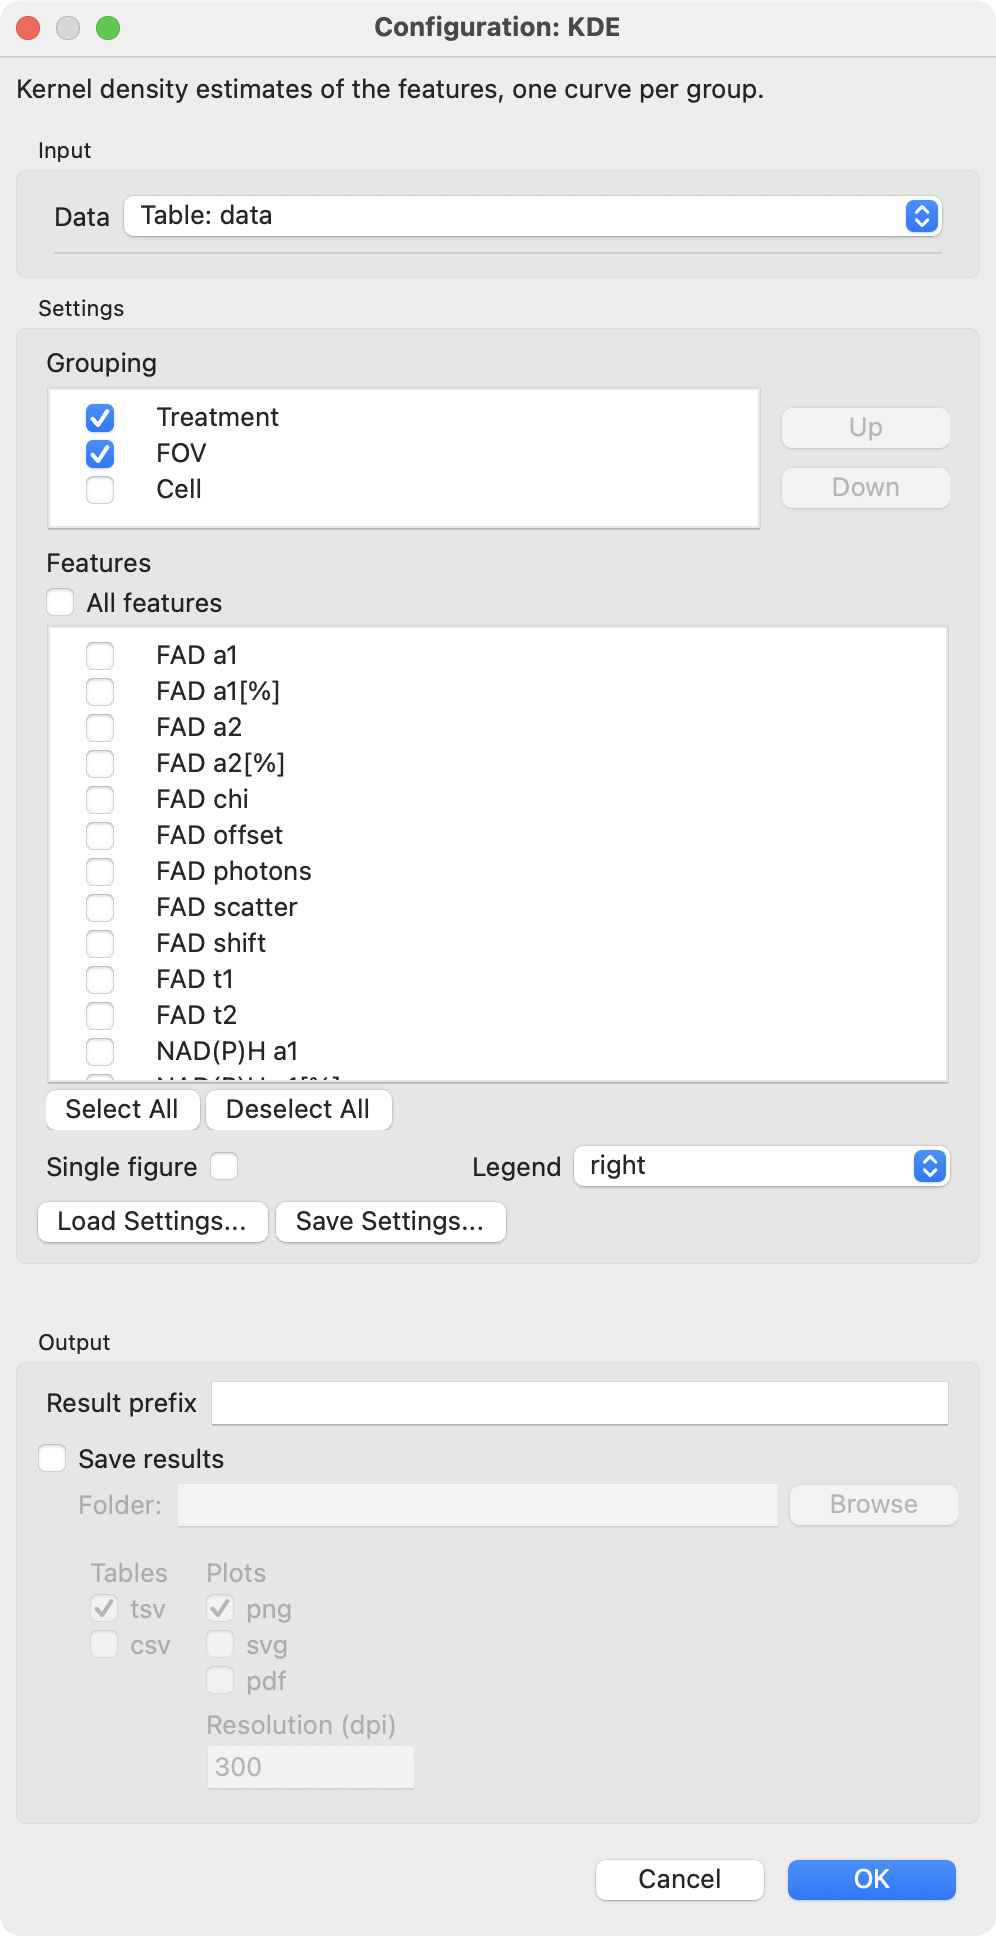 Configuration: KDE
Kernel density estimates of the features, one curve per group.
Input
Data Table: data
Settings
Grouping
Treatment
FOV
Cell
Up
Down
Features
All features
FAD a1
FAD a1[%]
FAD a2
FAD a2[%]
FAD chi
FAD offset
FAD photons
FAD scatter
FAD shift
FAD t1
FAD t2
NAD(P)H a1
Select All Deselect All
Single figure Legend right
Load Settings... Save Settings...
Output
Result prefix
Save results
Folder: Browse
Tables Plots
tsv png
csv svg
pdf
Resolution (dpi)
300
Cancel OK